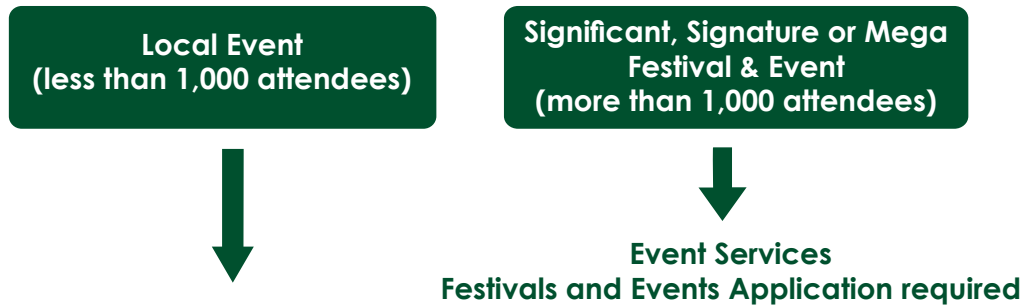 Local Event
(less than 1,000 attendees)
Significant, Signature or Mega
Festival & Event
(more than 1,000 attendees)
Event Services
Festivals and Events Application required